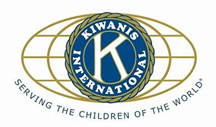 KIWANIS
K
INTERNATIONAL
SERVING THE CHILDREN OF THE WORLD®